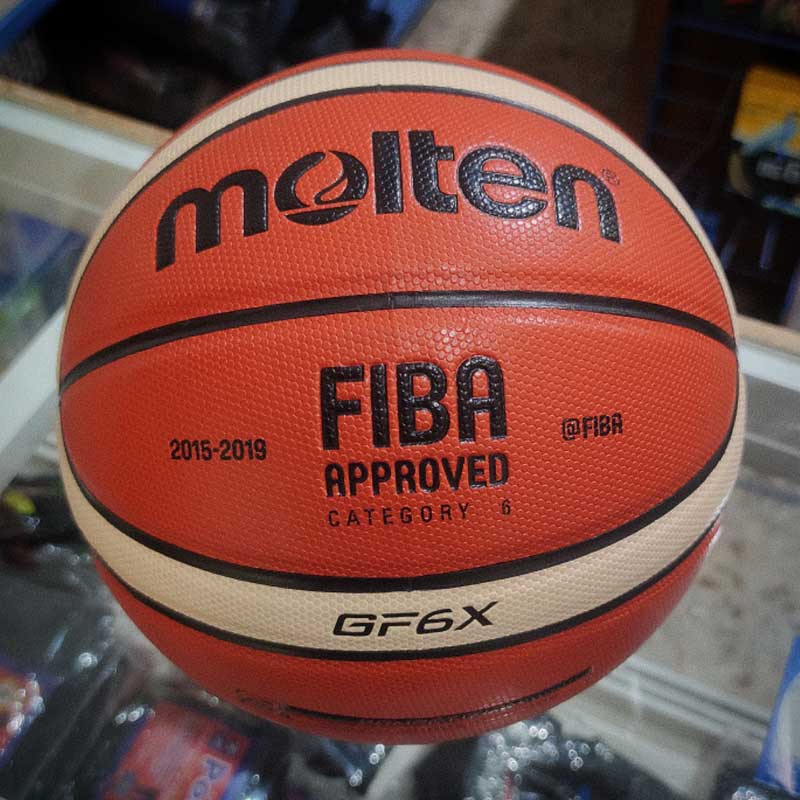 molten®
FIBA
APPROVED
CATEGORY 6
2015-2019
@FIBA
GF6X